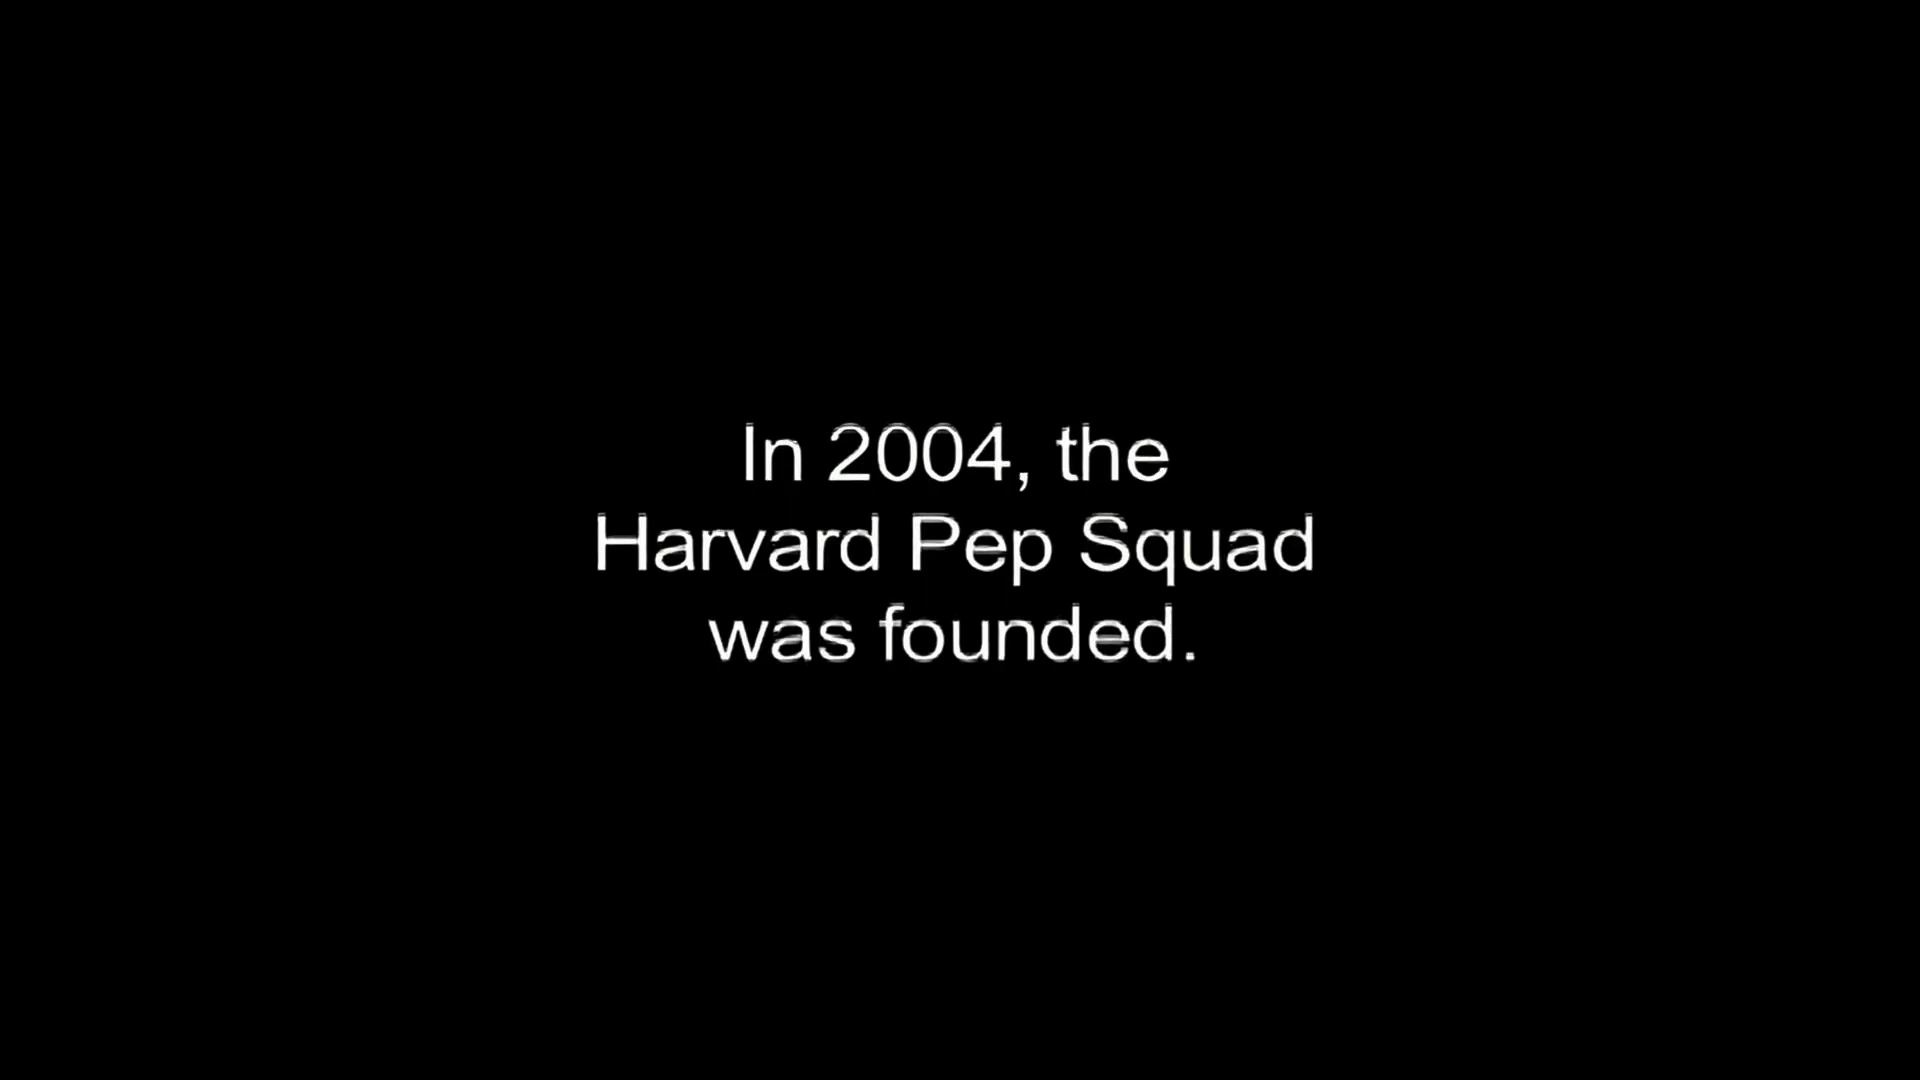 In 2004, the
Harvard Pep Squad
was founded.